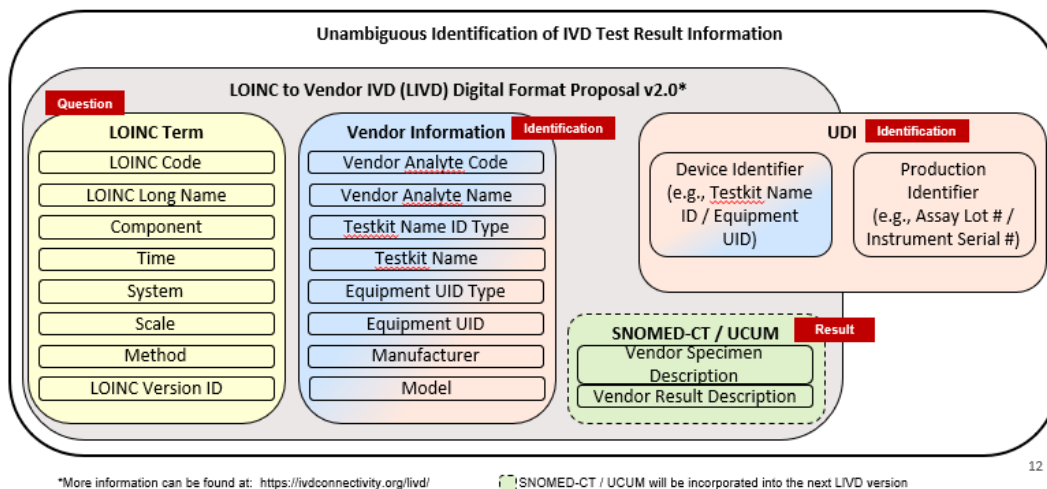 Unambiguous Identification of IVD Test Result Information
LOINC to Vendor IVD (LIVD) Digital Format Proposal v2.0*
Question
LOINC Term
LOINC Code
LOINC Long Name
Component
Time
System
Scale
Method
LOINC Version ID
Vendor Information
Identification
Vendor Analyte Code
Vendor Analyte Name
Testkit Name ID Type
Testkit Name
Equipment UID Type
Equipment UID
Manufacturer
Model
UDI
Identification
Device Identifier
(e.g., Testkit Name
ID / Equipment
UID)
Production
Identifier
(e.g., Assay Lot # /
Instrument Serial #)
SNOMED-CT / UCUM
Result
Vendor Specimen
Description
Vendor Result Description
12
*More information can be found at: https://ivdconnectivity.org/livd/
SNOMED-CT / UCUM will be incorporated into the next LIVD version